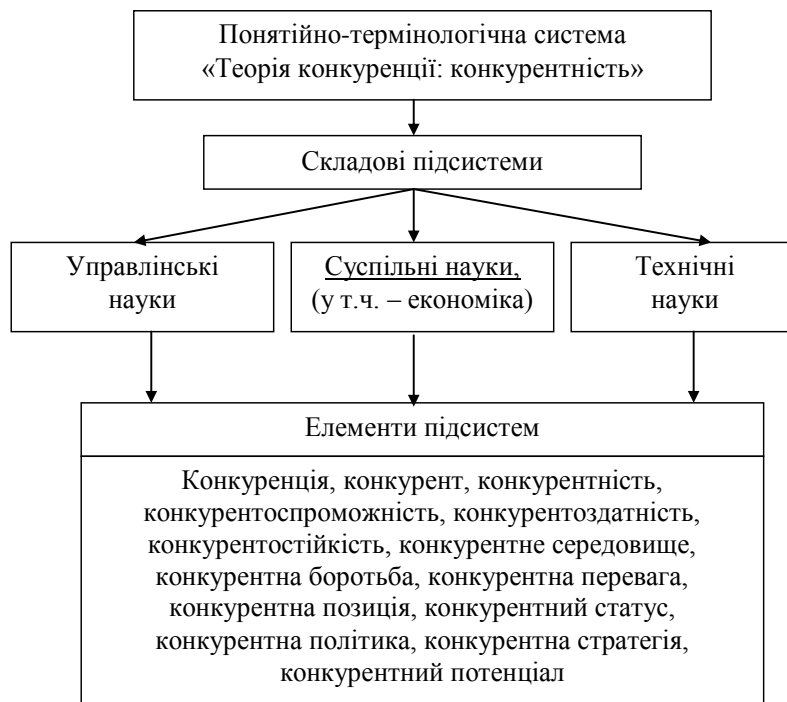 Понятійно-термінологічна система
«Теорія конкуренції: конкурентність»
Складові підсистеми
Управлінські
науки
Суспільні науки,
(у т.ч. – економіка)
Технічні
науки
Елементи підсистем
Конкуренція, конкурент, конкурентність,
конкурентоспроможність, конкурентоздатність,
конкурентостійкість, конкурентне середовище,
конкурентна боротьба, конкурентна перевага,
конкурентна позиція, конкурентний статус,
конкурентна політика, конкурентна стратегія,
конкурентний потенціал